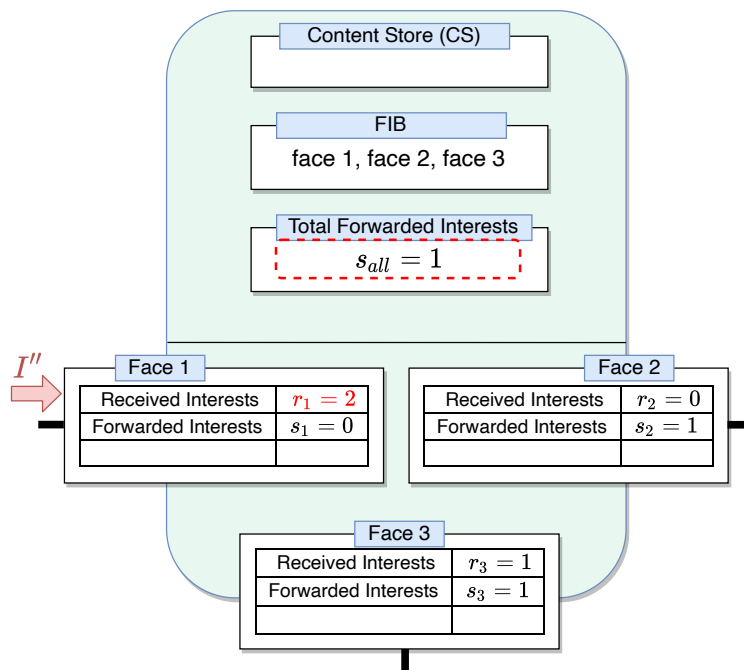 Content Store (CS)
FIB
face 1, face 2, face 3
Total Forwarded Interests
s_{all} = 1
I''
Face 1
Received Interests r_1 = 2
Forwarded Interests s_1 = 0
Face 2
Received Interests r_2 = 0
Forwarded Interests s_2 = 1
Face 3
Received Interests r_3 = 1
Forwarded Interests s_3 = 1